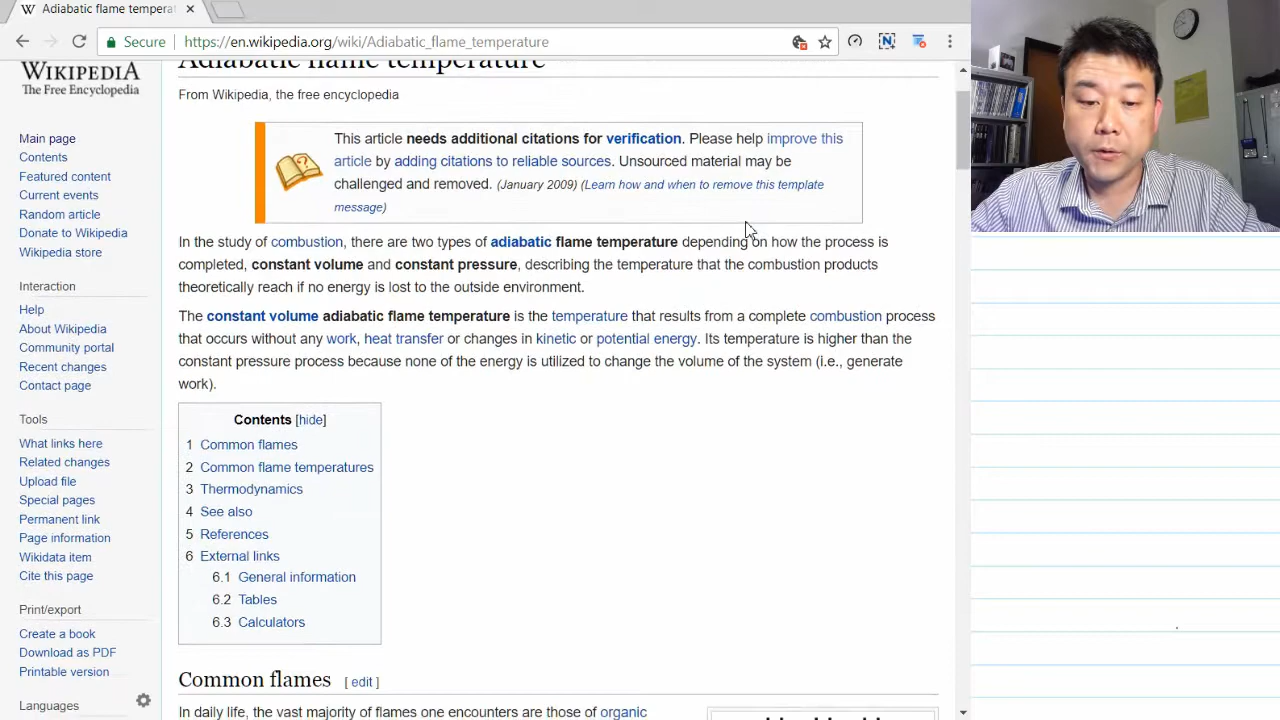 Adiabatic flame tempera
Secure https://en.wikipedia.org/wiki/Adiabatic_flame_temperature
WIKIPEDIA
The Free Encyclopedia
Main page
Contents
Featured content
Current events
Random article
Donate to Wikipedia
Wikipedia store
Interaction
Help
About Wikipedia
Community portal
Recent changes
Contact page
Tools
What links here
Related changes
Upload file
Special pages
Permanent link
Page information
Wikidata item
Cite this page
Print/export
Create a book
Download as PDF
Printable version
Languages
Adiabatic flame temperature
From Wikipedia, the free encyclopedia
This article needs additional citations for verification. Please help improve this
article by adding citations to reliable sources. Unsourced material may be
challenged and removed. (January 2009) (Learn how and when to remove this template
message)
In the study of combustion, there are two types of adiabatic flame temperature depending on how the process is
completed, constant volume and constant pressure, describing the temperature that the combustion products
theoretically reach if no energy is lost to the outside environment.
The constant volume adiabatic flame temperature is the temperature that results from a complete combustion process
that occurs without any work, heat transfer or changes in kinetic or potential energy. Its temperature is higher than the
constant pressure process because none of the energy is utilized to change the volume of the system (i.e., generate
work).
Contents [hide]
1 Common flames
2 Common flame temperatures
3 Thermodynamics
4 See also
5 References
6 External links
6.1 General information
6.2 Tables
6.3 Calculators
Common flames [ edit ]
In daily life, the vast majority of flames one encounters are those of organic